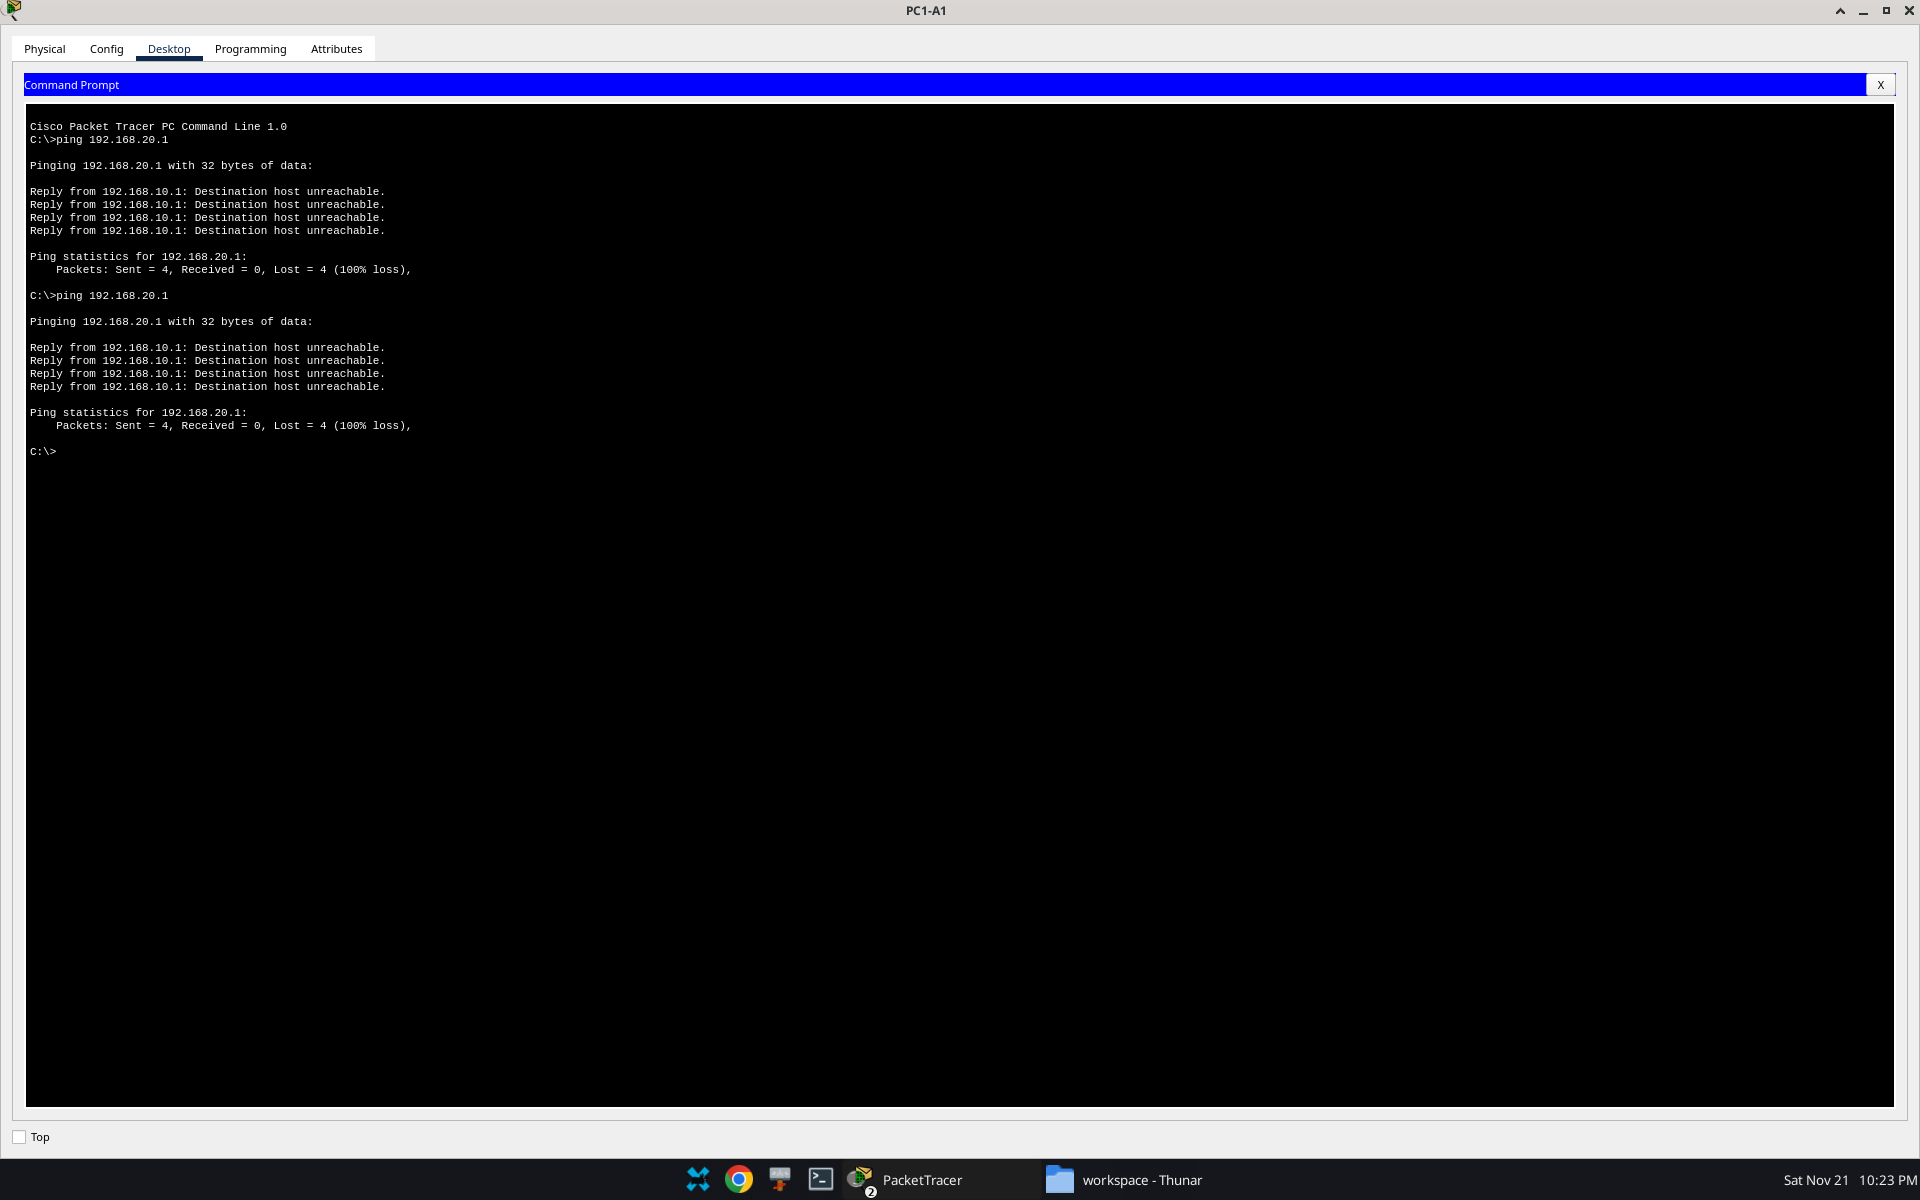 PC1-A1
Physical Config Desktop Programming Attributes
Command Prompt X
Cisco Packet Tracer PC Command Line 1.0
C:\>ping 192.168.20.1
Pinging 192.168.20.1 with 32 bytes of data:
Reply from 192.168.10.1: Destination host unreachable.
Reply from 192.168.10.1: Destination host unreachable.
Reply from 192.168.10.1: Destination host unreachable.
Reply from 192.168.10.1: Destination host unreachable.
Ping statistics for 192.168.20.1:
    Packets: Sent = 4, Received = 0, Lost = 4 (100% loss),
C:\>ping 192.168.20.1
Pinging 192.168.20.1 with 32 bytes of data:
Reply from 192.168.10.1: Destination host unreachable.
Reply from 192.168.10.1: Destination host unreachable.
Reply from 192.168.10.1: Destination host unreachable.
Reply from 192.168.10.1: Destination host unreachable.
Ping statistics for 192.168.20.1:
    Packets: Sent = 4, Received = 0, Lost = 4 (100% loss),
C:\>
Top
2 PacketTracer workspace - Thunar Sat Nov 21 10:23 PM